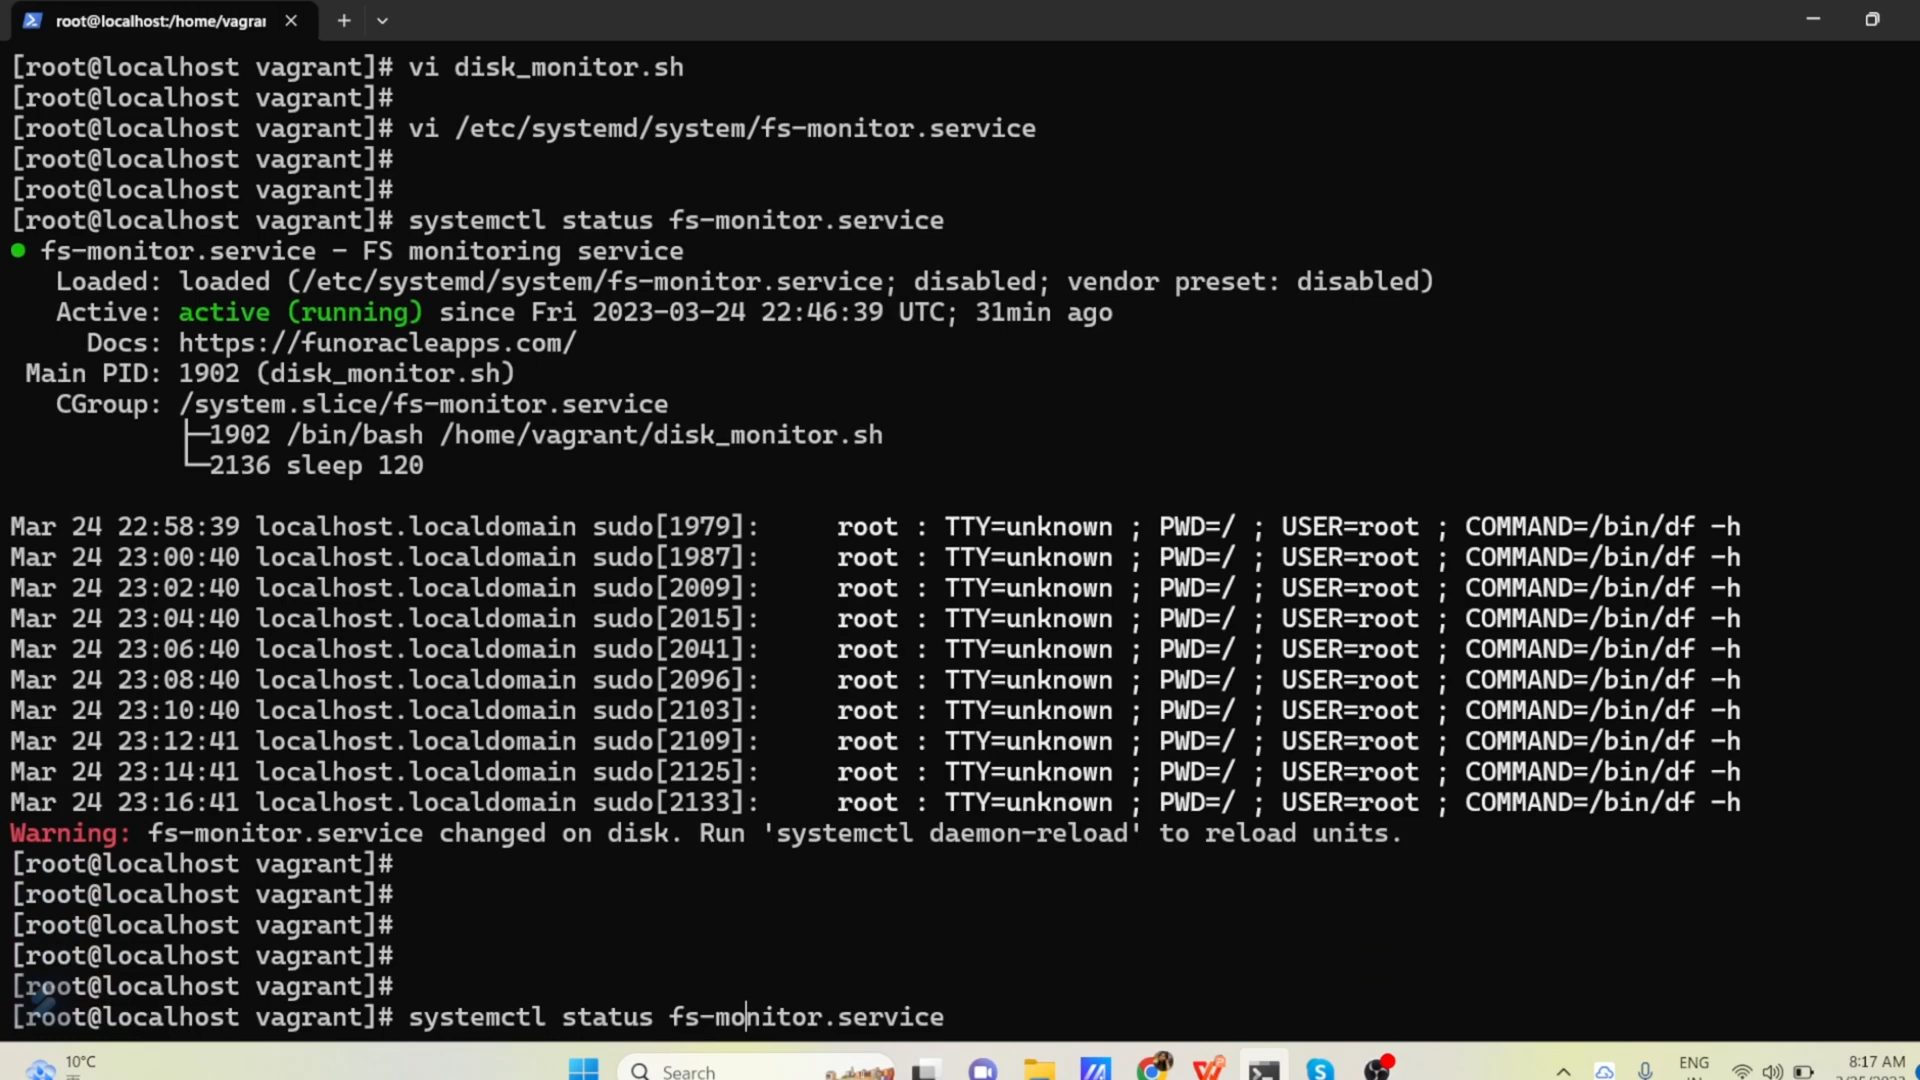 root@localhost:/home/vagrar
[root@localhost vagrant]# vi disk_monitor.sh
[root@localhost vagrant]#
[root@localhost vagrant]# vi /etc/systemd/system/fs-monitor.service
[root@localhost vagrant]#
[root@localhost vagrant]#
[root@localhost vagrant]# systemctl status fs-monitor.service
● fs-monitor.service - FS monitoring service
Loaded: loaded (/etc/systemd/system/fs-monitor.service; disabled; vendor preset: disabled)
Active: active (running) since Fri 2023-03-24 22:46:39 UTC; 31min ago
Docs: https://funoracleapps.com/
Main PID: 1902 (disk_monitor.sh)
CGroup: /system.slice/fs-monitor.service
├─1902 /bin/bash /home/vagrant/disk_monitor.sh
└─2136 sleep 120
Mar 24 22:58:39 localhost.localdomain sudo[1979]: root : TTY=unknown ; PWD=/ ; USER=root ; COMMAND=/bin/df -h
Mar 24 23:00:40 localhost.localdomain sudo[1987]: root : TTY=unknown ; PWD=/ ; USER=root ; COMMAND=/bin/df -h
Mar 24 23:02:40 localhost.localdomain sudo[2009]: root : TTY=unknown ; PWD=/ ; USER=root ; COMMAND=/bin/df -h
Mar 24 23:04:40 localhost.localdomain sudo[2015]: root : TTY=unknown ; PWD=/ ; USER=root ; COMMAND=/bin/df -h
Mar 24 23:06:40 localhost.localdomain sudo[2041]: root : TTY=unknown ; PWD=/ ; USER=root ; COMMAND=/bin/df -h
Mar 24 23:08:40 localhost.localdomain sudo[2096]: root : TTY=unknown ; PWD=/ ; USER=root ; COMMAND=/bin/df -h
Mar 24 23:10:40 localhost.localdomain sudo[2103]: root : TTY=unknown ; PWD=/ ; USER=root ; COMMAND=/bin/df -h
Mar 24 23:12:41 localhost.localdomain sudo[2109]: root : TTY=unknown ; PWD=/ ; USER=root ; COMMAND=/bin/df -h
Mar 24 23:14:41 localhost.localdomain sudo[2125]: root : TTY=unknown ; PWD=/ ; USER=root ; COMMAND=/bin/df -h
Mar 24 23:16:41 localhost.localdomain sudo[2133]: root : TTY=unknown ; PWD=/ ; USER=root ; COMMAND=/bin/df -h
Warning: fs-monitor.service changed on disk. Run 'systemctl daemon-reload' to reload units.
[root@localhost vagrant]#
[root@localhost vagrant]#
[root@localhost vagrant]#
[root@localhost vagrant]#
[root@localhost vagrant]#
[root@localhost vagrant]# systemctl status fs-monitor.service
10°C
Search
ENG
8:17 AM